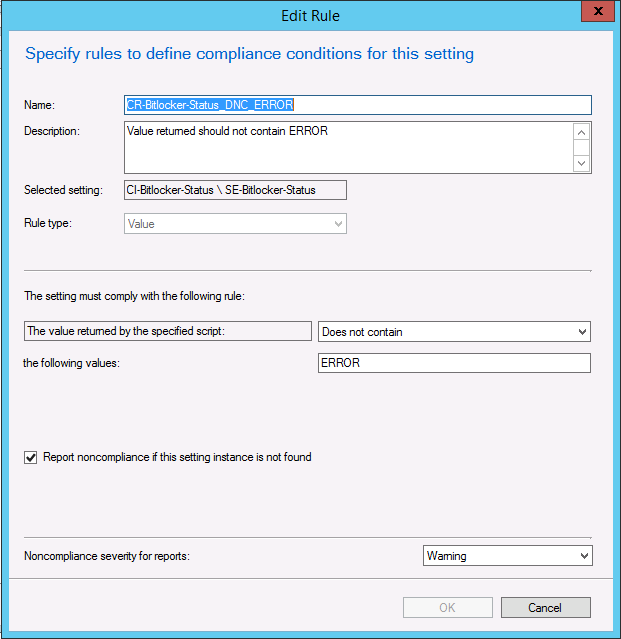 Edit Rule
x
Specify rules to define compliance conditions for this setting
Name: CR-Bitlocker-Status_DNC_ERROR
Description: Value returned should not contain ERROR
Selected setting: CI-Bitlocker-Status \ SE-Bitlocker-Status
Rule type: Value
The setting must comply with the following rule:
The value returned by the specified script: Does not contain
the following values: ERROR
Report noncompliance if this setting instance is not found
Noncompliance severity for reports: Warning
OK Cancel